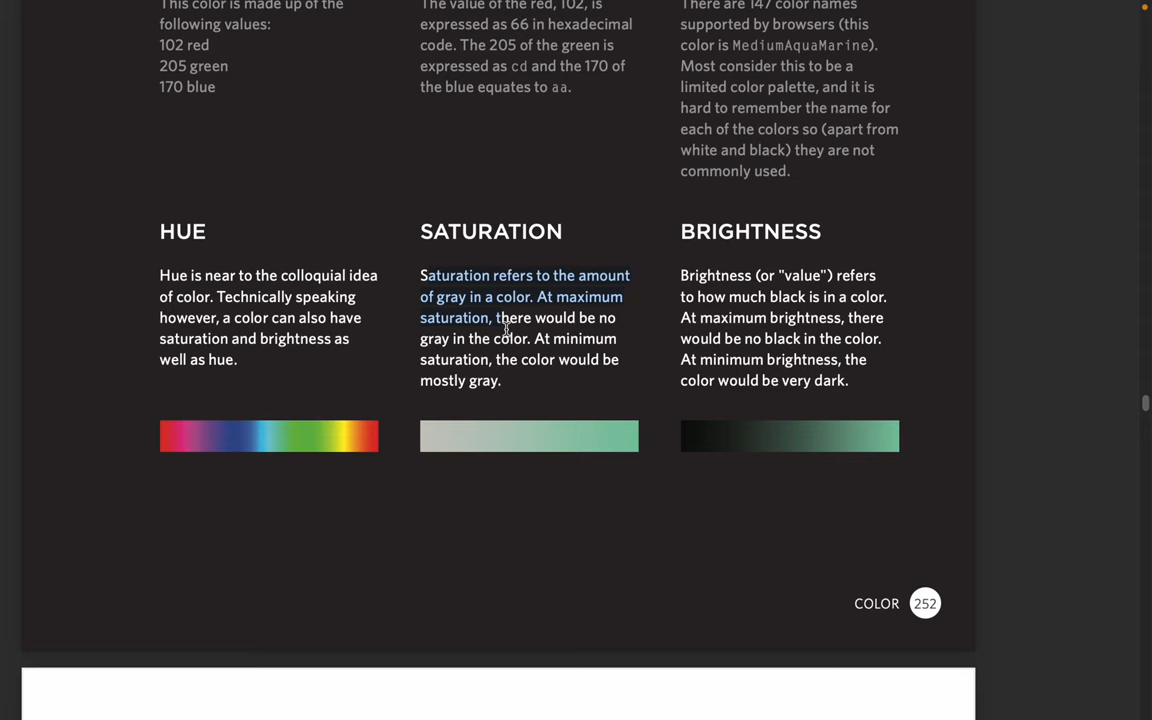 This color is made up of the
following values:
102 red
205 green
170 blue
The value of the red, 102, is
expressed as 66 in hexadecimal
code. The 205 of the green is
expressed as cd and the 170 of
the blue equates to aa.
There are 147 color names
supported by browsers (this
color is MediumAquaMarine).
Most consider this to be a
limited color palette, and it is
hard to remember the name for
each of the colors so (apart from
white and black) they are not
commonly used.
HUE
Hue is near to the colloquial idea
of color. Technically speaking
however, a color can also have
saturation and brightness as
well as hue.
SATURATION
Saturation refers to the amount
of gray in a color. At maximum
saturation, there would be no
gray in the color. At minimum
saturation, the color would be
mostly gray.
BRIGHTNESS
Brightness (or "value") refers
to how much black is in a color.
At maximum brightness, there
would be no black in the color.
At minimum brightness, the
color would be very dark.
COLOR 252